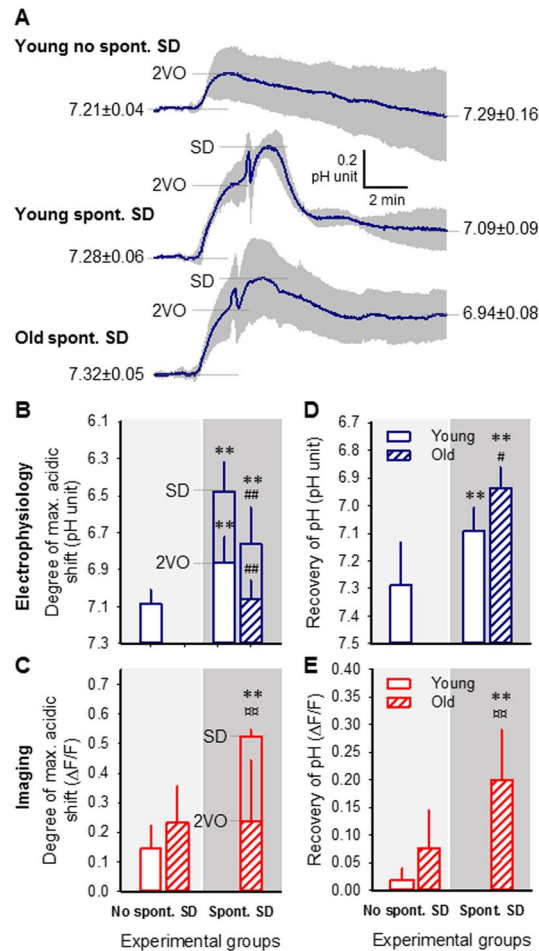 A
Young no spont. SD
2VO
7.21±0.04
7.29±0.16
SD
0.2
pH unit
2 min
2VO
Young spont. SD
7.28±0.06
7.09±0.09
SD
2VO
6.94±0.08
Old spont. SD
7.32±0.05
B
Electrophysiology
Degree of max. acidic
shift (pH unit)
6.1
6.3
6.5
6.7
6.9
7.1
7.3
SD
2VO
**
**
**
##
##
D
Recovery of pH (pH unit)
6.7
6.8
6.9
7.0
7.1
7.2
7.3
7.4
7.5
Young
Old
**
**
#
C
Imaging
Degree of max. acidic
shift (ΔF/F)
0.7
0.6
0.5
0.4
0.3
0.2
0.1
0.0
SD
2VO
**
¤¤
No spont. SD
Spont. SD
Experimental groups
E
Recovery of pH (ΔF/F)
0.40
0.35
0.30
0.25
0.20
0.15
0.10
0.05
0.00
Young
Old
**
¤¤
No spont. SD
Spont. SD
Experimental groups